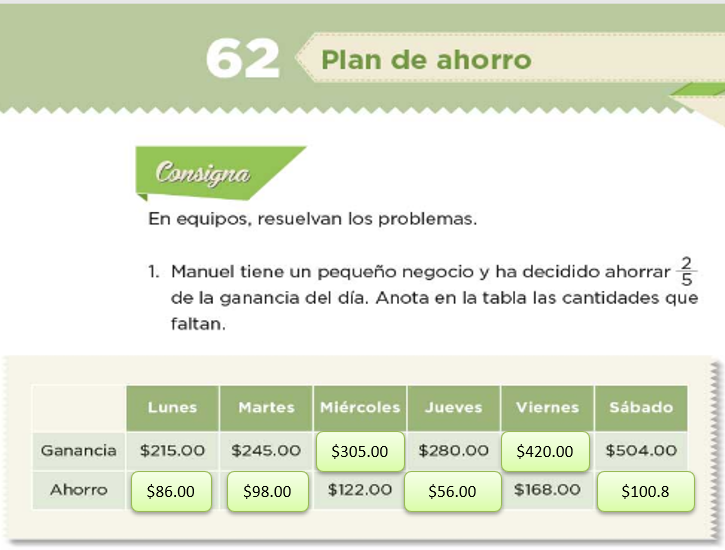 62 Plan de ahorro
Consigna
En equipos, resuelvan los problemas.
1. Manuel tiene un pequeño negocio y ha decidido ahorrar 2/5
de la ganancia del día. Anota en la tabla las cantidades que
faltan.
Lunes Martes Miércoles Jueves Viernes Sábado
Ganancia $215.00 $245.00 $305.00 $280.00 $420.00 $504.00
Ahorro $86.00 $98.00 $122.00 $56.00 $168.00 $100.8